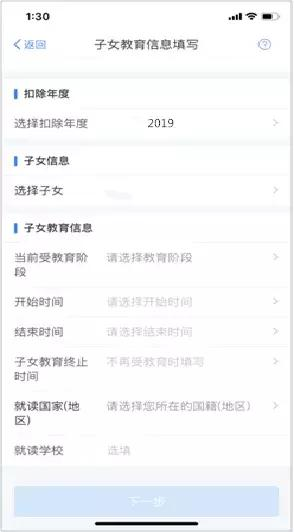 1:30
返回 子女教育信息填写
扣除年度
选择扣除年度 2019
子女信息
选择子女
子女教育信息
当前受教育阶 请选择教育阶段
段
开始时间 请选择开始时间
结束时间 请选择结束时间
子女教育终止 不再受教育时填写
时间
就读国家(地 请选择您所在的国籍(地区)
区)
就读学校 选填
下一步